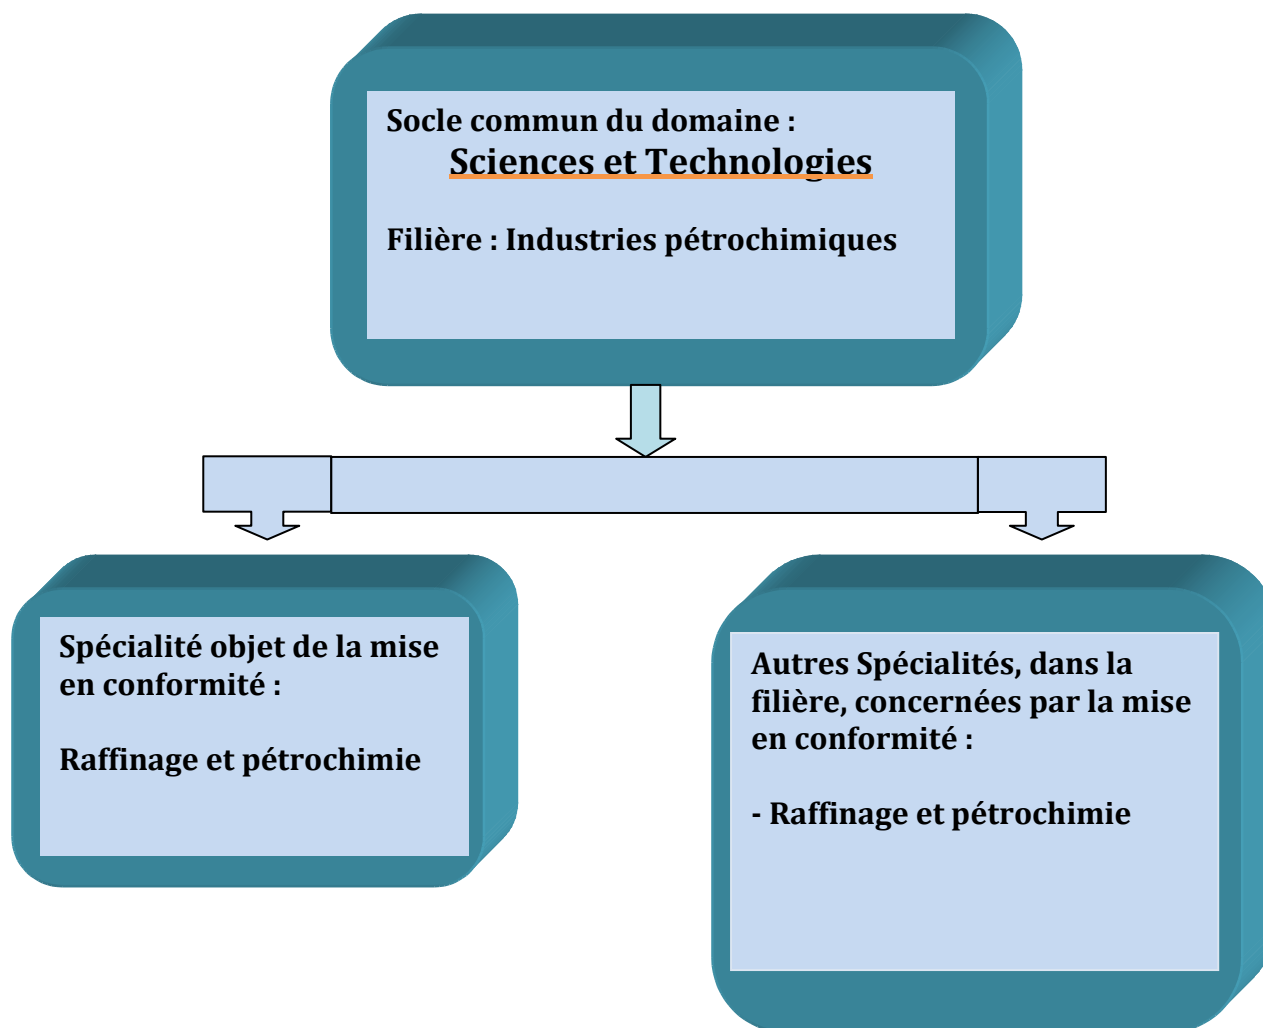 Socle commun du domaine :
Sciences et Technologies
Filière : Industries pétrochimiques
Spécialité objet de la mise
en conformité :
Raffinage et pétrochimie
Autres Spécialités, dans la
filière, concernées par la mise
en conformité :
- Raffinage et pétrochimie